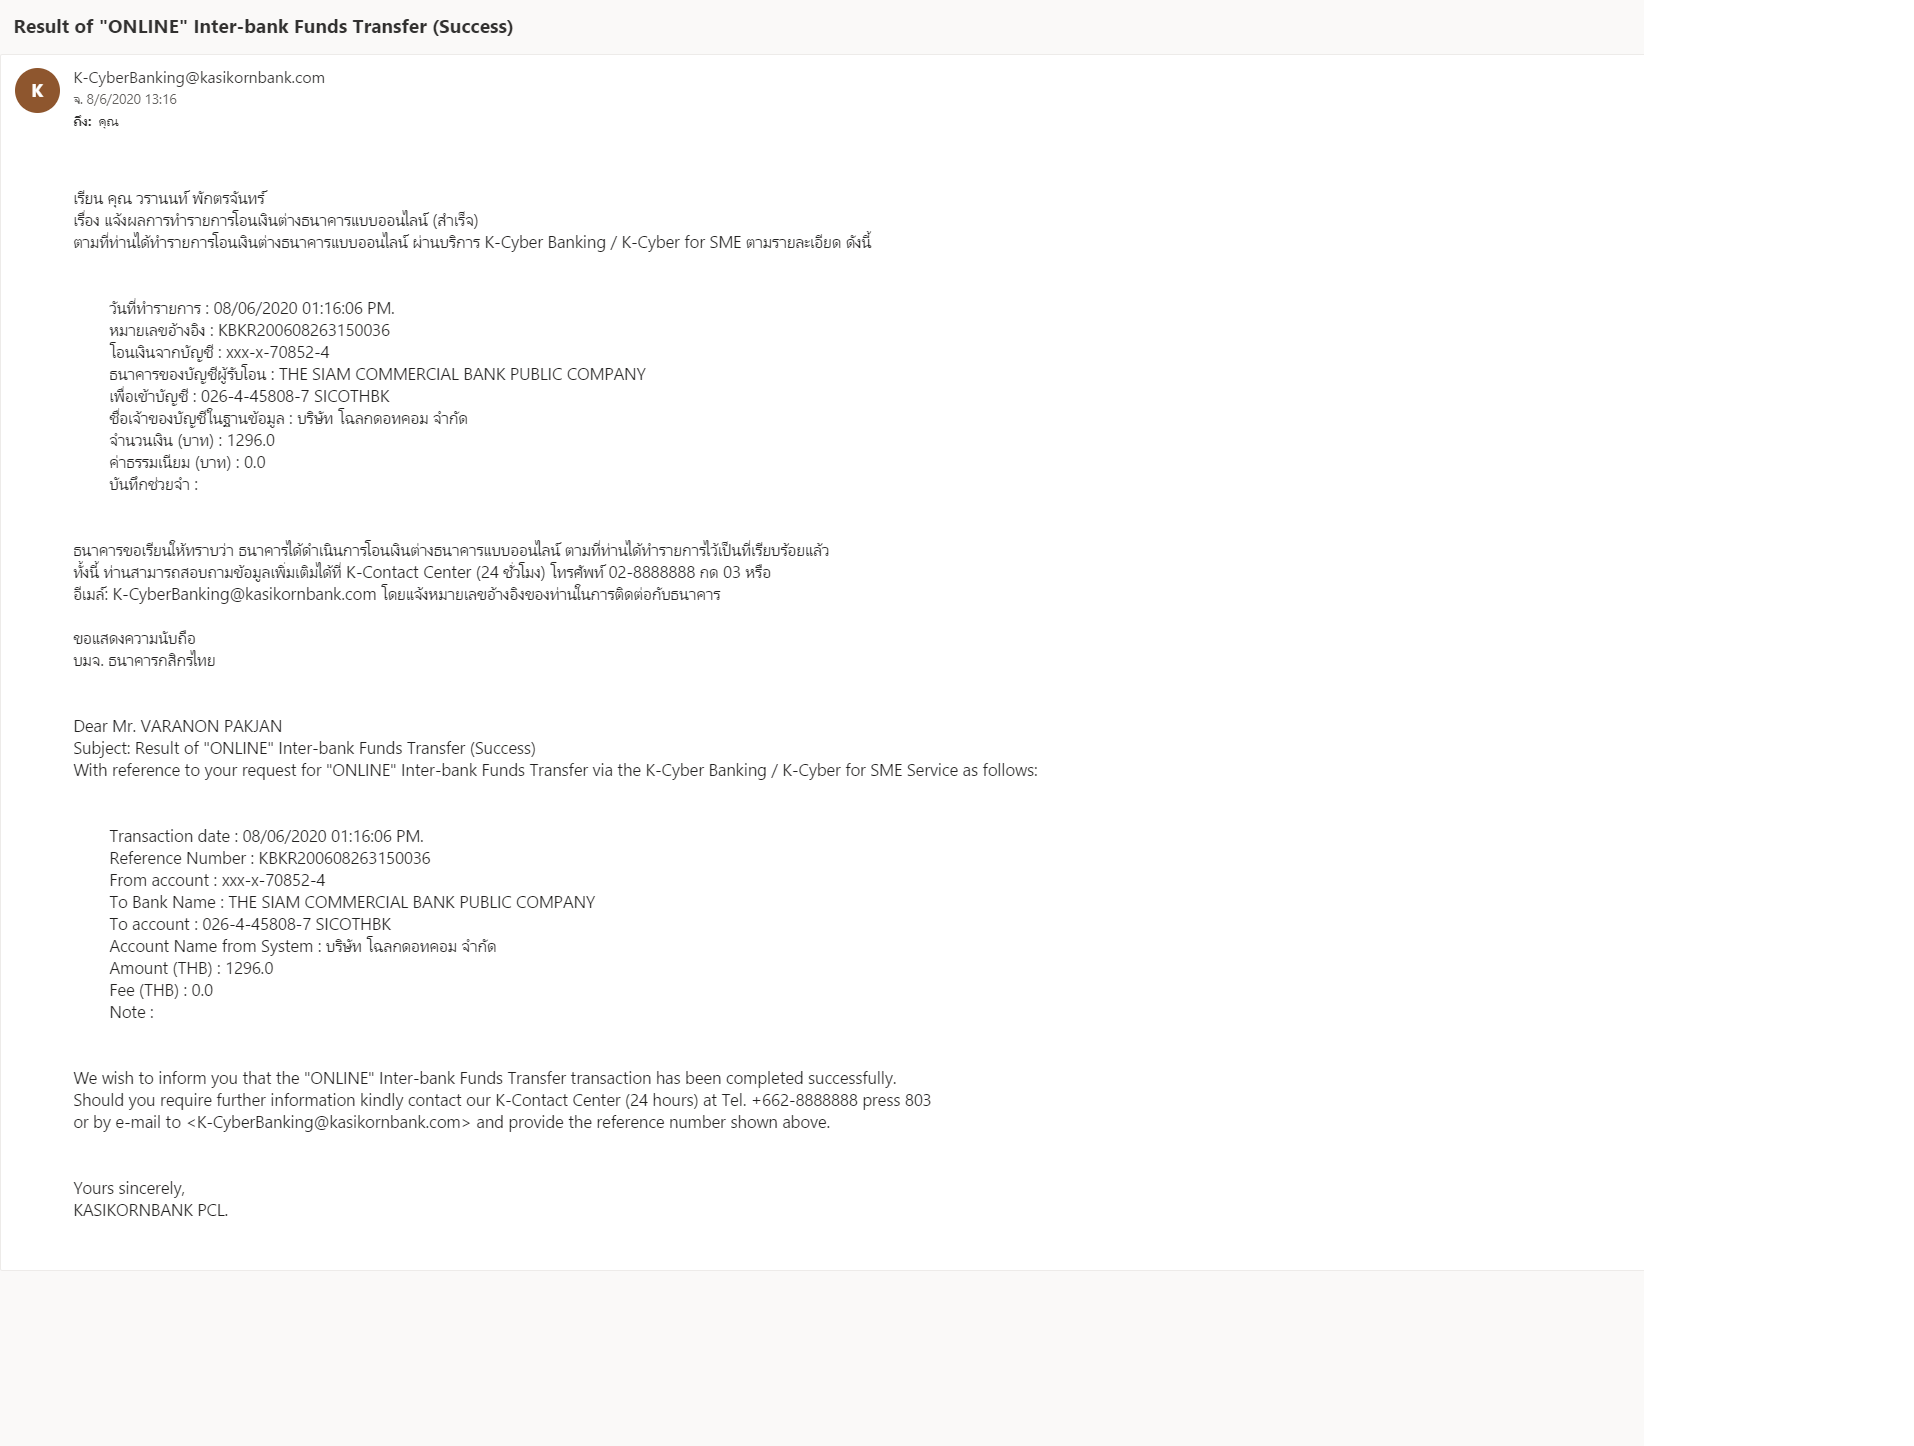 Result of "ONLINE" Inter-bank Funds Transfer (Success)
K
K-CyberBanking@kasikornbank.com
จ. 8/6/2020 13:16
ถึง: คุณ
เรียน คุณ วรานนท์ พักตรจันทร์
เรื่อง แจ้งผลการทำรายการโอนเงินต่างธนาคารแบบออนไลน์ (สำเร็จ)
ตามที่ท่านได้ทำรายการโอนเงินต่างธนาคารแบบออนไลน์ ผ่านบริการ K-Cyber Banking / K-Cyber for SME ตามรายละเอียด ดังนี้
วันที่ทำรายการ : 08/06/2020 01:16:06 PM.
หมายเลขอ้างอิง : KBKR200608263150036
โอนเงินจากบัญชี : xxx-x-70852-4
ธนาคารของบัญชีผู้รับโอน : THE SIAM COMMERCIAL BANK PUBLIC COMPANY
เพื่อเข้าบัญชี : 026-4-45808-7 SICOTHBK
ชื่อเจ้าของบัญชีในฐานข้อมูล : บริษัท โฉลกดอทคอม จำกัด
จำนวนเงิน (บาท) : 1296.0
ค่าธรรมเนียม (บาท) : 0.0
บันทึกช่วยจำ :
ธนาคารขอเรียนให้ทราบว่า ธนาคารได้ดำเนินการโอนเงินต่างธนาคารแบบออนไลน์ ตามที่ท่านได้ทำรายการไว้เป็นที่เรียบร้อยแล้ว
ทั้งนี้ ท่านสามารถสอบถามข้อมูลเพิ่มเติมได้ที่ K-Contact Center (24 ชั่วโมง) โทรศัพท์ 02-8888888 กด 03 หรือ
อีเมล์: K-CyberBanking@kasikornbank.com โดยแจ้งหมายเลขอ้างอิงของท่านในการติดต่อกับธนาคาร
ขอแสดงความนับถือ
บมจ. ธนาคารกสิกรไทย
Dear Mr. VARANON PAKJAN
Subject: Result of "ONLINE" Inter-bank Funds Transfer (Success)
With reference to your request for "ONLINE" Inter-bank Funds Transfer via the K-Cyber Banking / K-Cyber for SME Service as follows:
Transaction date : 08/06/2020 01:16:06 PM.
Reference Number : KBKR200608263150036
From account : xxx-x-70852-4
To Bank Name : THE SIAM COMMERCIAL BANK PUBLIC COMPANY
To account : 026-4-45808-7 SICOTHBK
Account Name from System : บริษัท โฉลกดอทคอม จำกัด
Amount (THB) : 1296.0
Fee (THB) : 0.0
Note :
We wish to inform you that the "ONLINE" Inter-bank Funds Transfer transaction has been completed successfully.
Should you require further information kindly contact our K-Contact Center (24 hours) at Tel. +662-8888888 press 803
or by e-mail to <K-CyberBanking@kasikornbank.com> and provide the reference number shown above.
Yours sincerely,
KASIKORNBANK PCL.